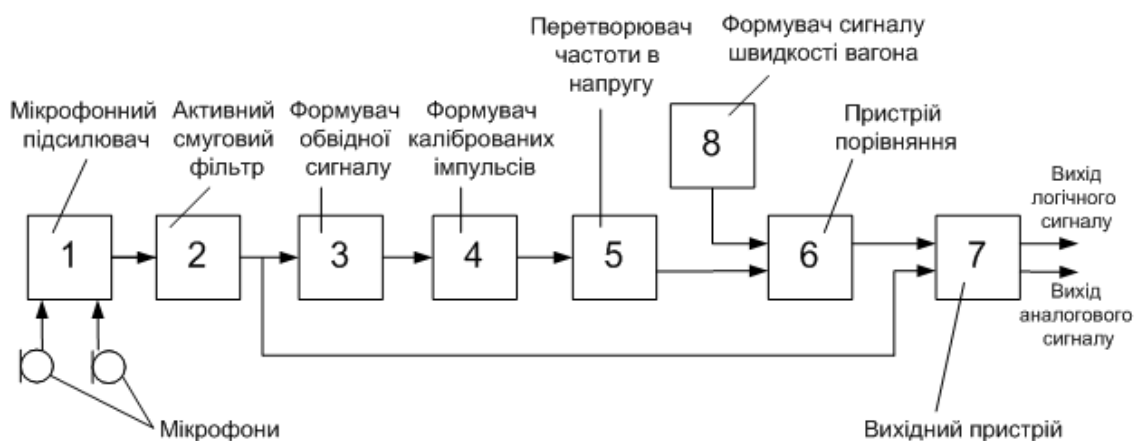 Перетворювач
частоти в
напругу
Формувач сигналу
швидкості вагона
Мікрофонний
підсилювач
Активний
смуговий
фільтр
Формувач
обвідної
сигналу
Формувач
каліброваних
імпульсів
Пристрій
порівняння
8
Вихід
логічного
сигналу
1
2
3
4
5
6
7
Вихід
аналогового
сигналу
Мікрофони
Вихідний пристрій